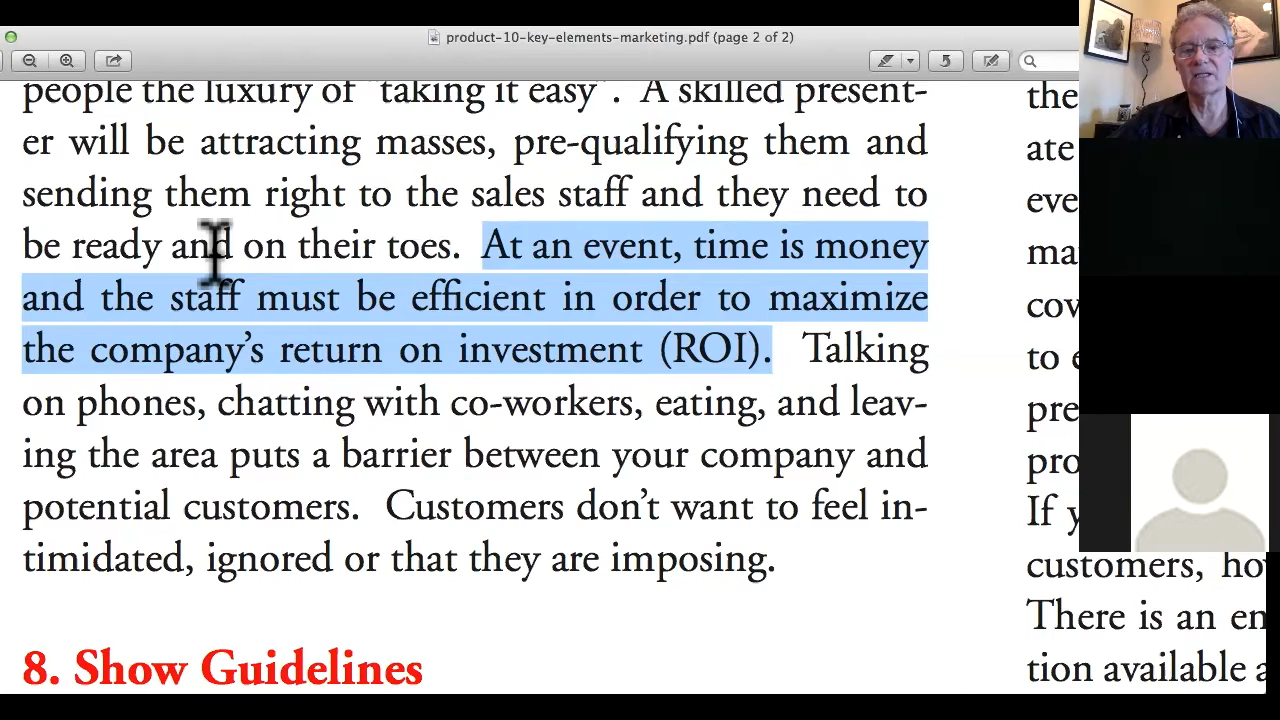 product-10-key-elements-marketing.pdf (page 2 of 2)
people the luxury of "taking it easy". A skilled present-
er will be attracting masses, pre-qualifying them and
sending them right to the sales staff and they need to
be ready and on their toes. At an event, time is money
and the staff must be efficient in order to maximize
the company's return on investment (ROI). Talking
on phones, chatting with co-workers, eating, and leav-
ing the area puts a barrier between your company and
potential customers. Customers don't want to feel in-
timidated, ignored or that they are imposing.
8. Show Guidelines
the
ate
eve
ma
cov
to e
pre
pro
If y
customers, ho
There is an en
tion available a